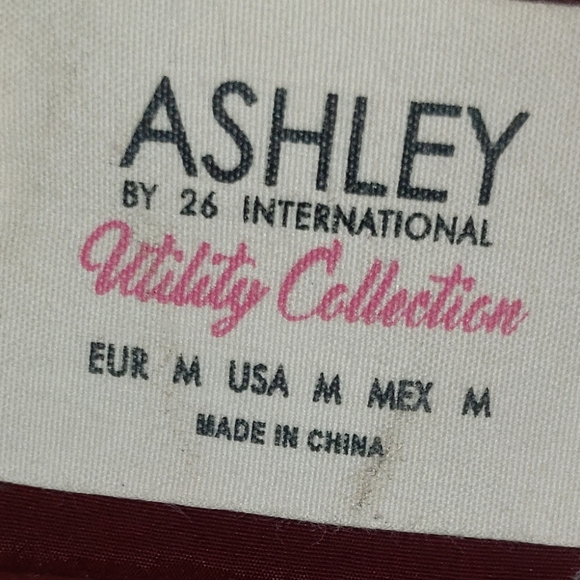 ASHLEY
BY 26 INTERNATIONAL
Utility Collection
EUR M USA M MEX M
MADE IN CHINA